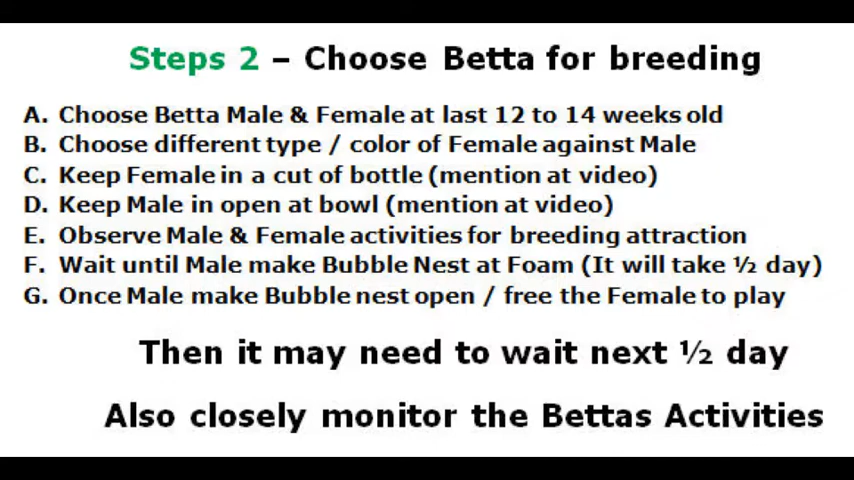 Steps 2 – Choose Betta for breeding
A. Choose Betta Male & Female at last 12 to 14 weeks old
B. Choose different type / color of Female against Male
C. Keep Female in a cut of bottle (mention at video)
D. Keep Male in open at bowl (mention at video)
E. Observe Male & Female activities for breeding attraction
F. Wait until Male make Bubble Nest at Foam (It will take ½ day)
G. Once Male make Bubble nest open / free the Female to play
Then it may need to wait next ½ day
Also closely monitor the Bettas Activities